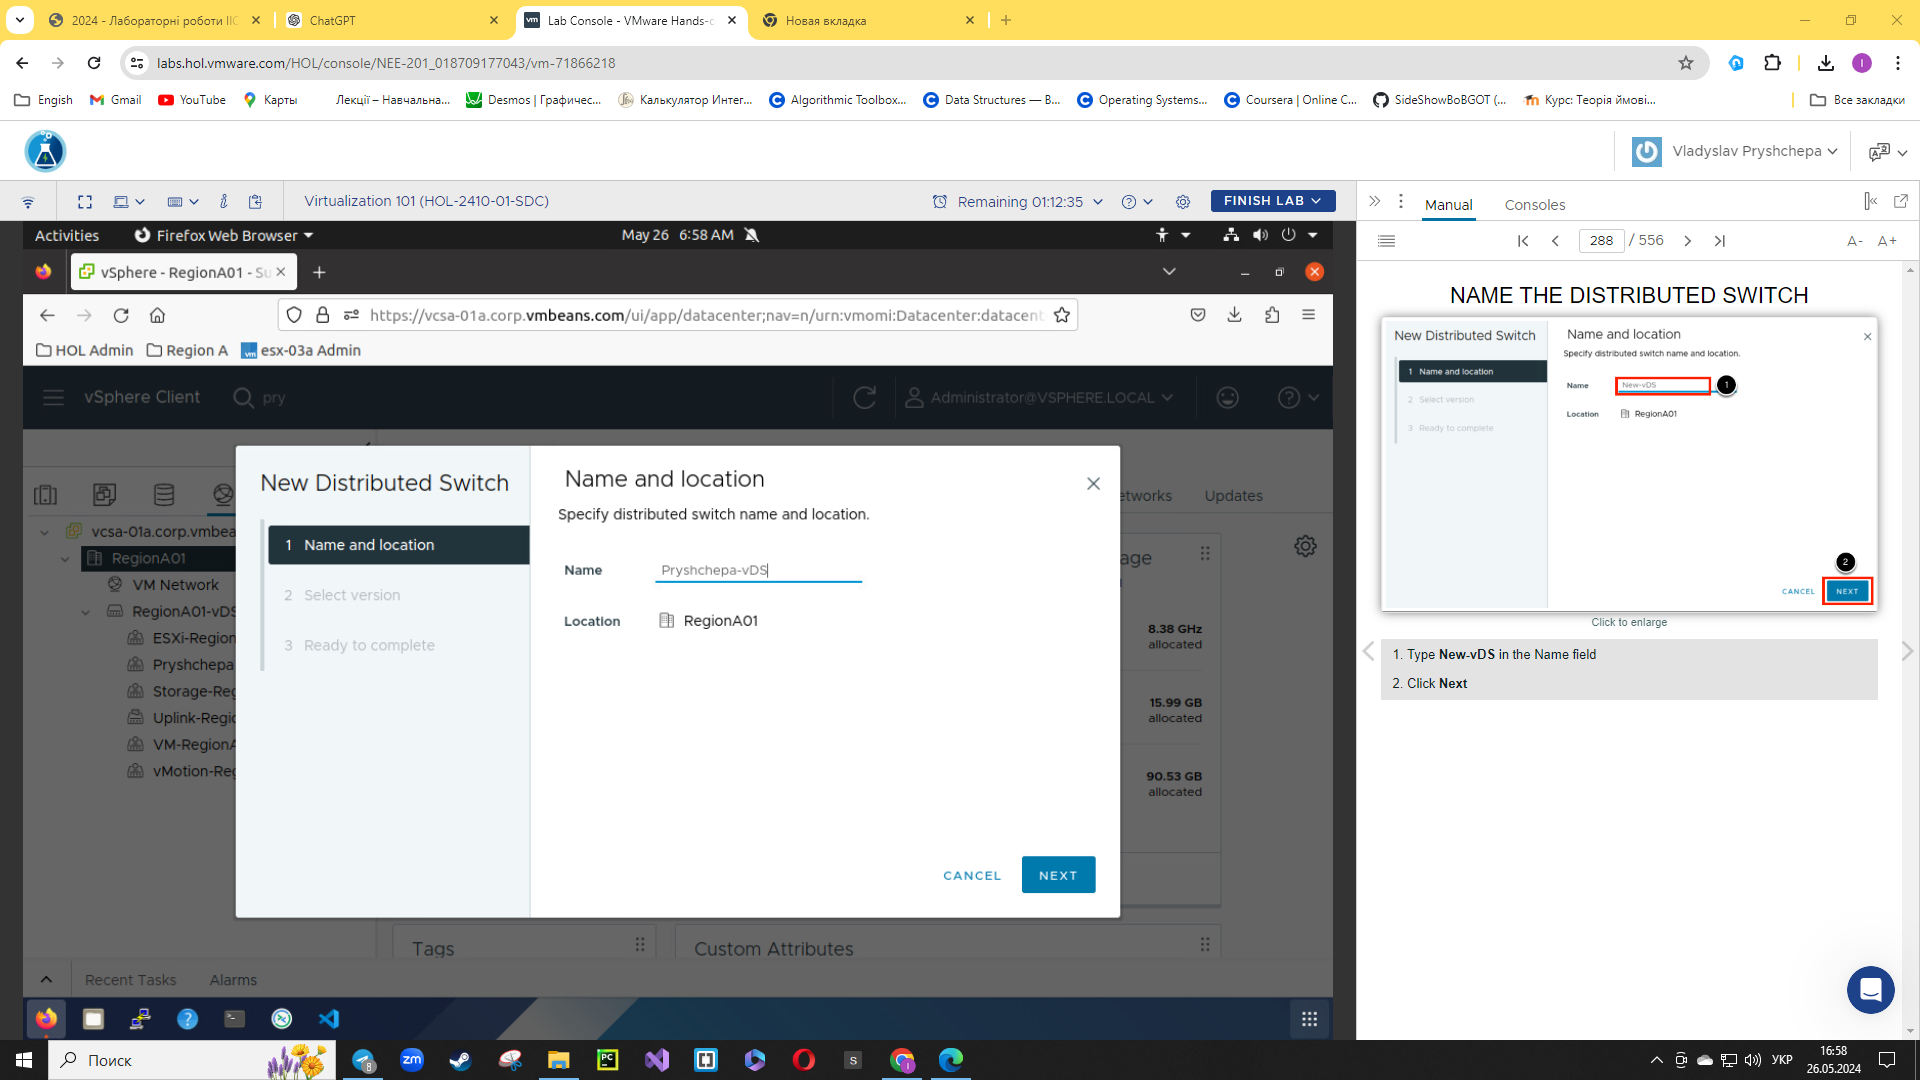 2024 - Лабораторні роботи ІІС
ChatGPT
Lab Console - VMware Hands-o
Новая вкладка
labs.hol.vmware.com/HOL/console/NEE-201_018709177043/vm-71866218
Engish
Gmail
YouTube
Карты
Лекції – Навчальна...
Desmos | Графичес...
Калькулятор Интег...
Algorithmic Toolbox...
Data Structures — В...
Operating Systems...
Coursera | Online C...
SideShowBoBGOT (...
Курс: Теорія ймові...
Все закладки
Vladyslav Pryshchepa
Virtualization 101 (HOL-2410-01-SDC)
Remaining 01:12:35
FINISH LAB
Manual
Consoles
288 / 556
A-
A+
Activities
Firefox Web Browser
May 26 6:58 AM
vSphere - RegionA01 - Su
https://vcsa-01a.corp.vmbeans.com/ui/app/datacenter;nav=n/urn:vmomi:Datacenter:datacent
HOL Admin
Region A
esx-03a Admin
vSphere Client
pry
Administrator@VSPHERE.LOCAL
etworks
Updates
vcsa-01a.corp.vmbea
RegionA01
VM Network
RegionA01-vDS
ESXi-Region
Pryshchepa
Storage-Reg
Uplink-Regio
VM-RegionA
vMotion-Reg
New Distributed Switch
1 Name and location
2 Select version
3 Ready to complete
Name and location
Specify distributed switch name and location.
Name
Pryshchepa-vDS
Location
RegionA01
CANCEL
NEXT
age
8.38 GHz
allocated
15.99 GB
allocated
90.53 GB
allocated
Tags
Custom Attributes
Recent Tasks
Alarms
NAME THE DISTRIBUTED SWITCH
New Distributed Switch
1 Name and location
2 Select version
3 Ready to complete
Name and location
Specify distributed switch name and location.
Name
New-vDS
1
Location
RegionA01
2
CANCEL
NEXT
Click to enlarge
1. Type New-vDS in the Name field
2. Click Next
Поиск
8
zm
PC
S
УКР
16:58
26.05.2024